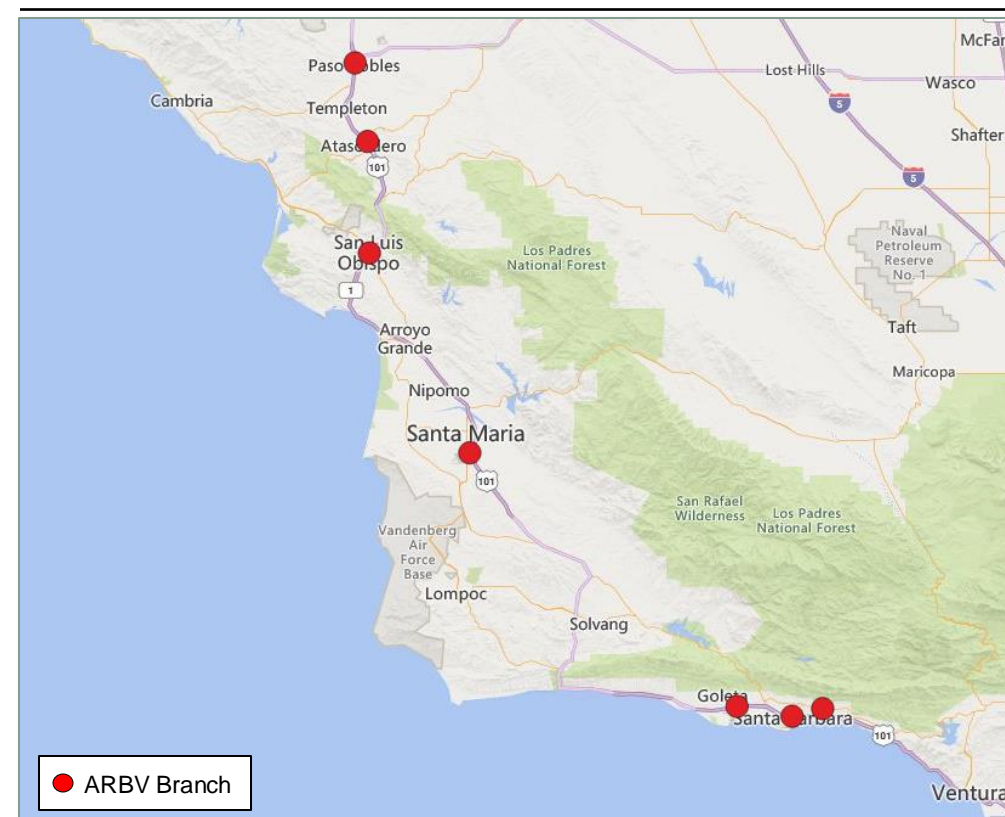 McFar
Lost Hills
Paso Robles
Wasco
Cambria
Templeton
5
Shafter
Atascadero
101
5
Naval
Petroleum
Reserve
No. 1
San Luis
Obispo
Los Padres
National Forest
1
Taft
Arroyo
Grande
Maricopa
Nipomo
Santa Maria
101
San Rafael
Wilderness
Los Padres
National Forest
Vandenberg
Air
Force
Base
Lompoc
Solvang
Goleta
Santa Barbara
101
Ventura
ARBV Branch